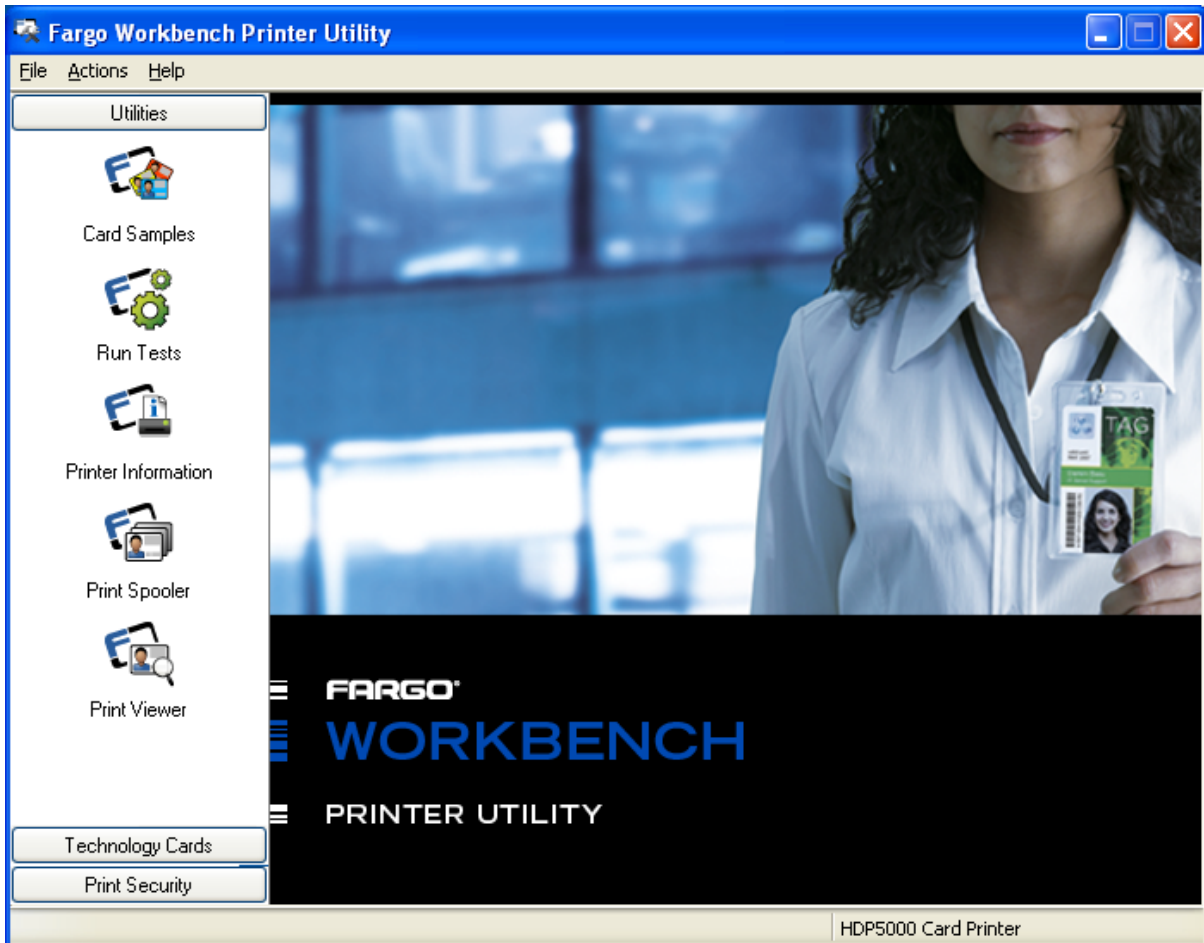 Fargo Workbench Printer Utility
File Actions Help
Utilities
Card Samples
Run Tests
Printer Information
Print Spooler
Print Viewer
Technology Cards
Print Security
TAG
FARGO®
WORKBENCH
PRINTER UTILITY
HDP5000 Card Printer